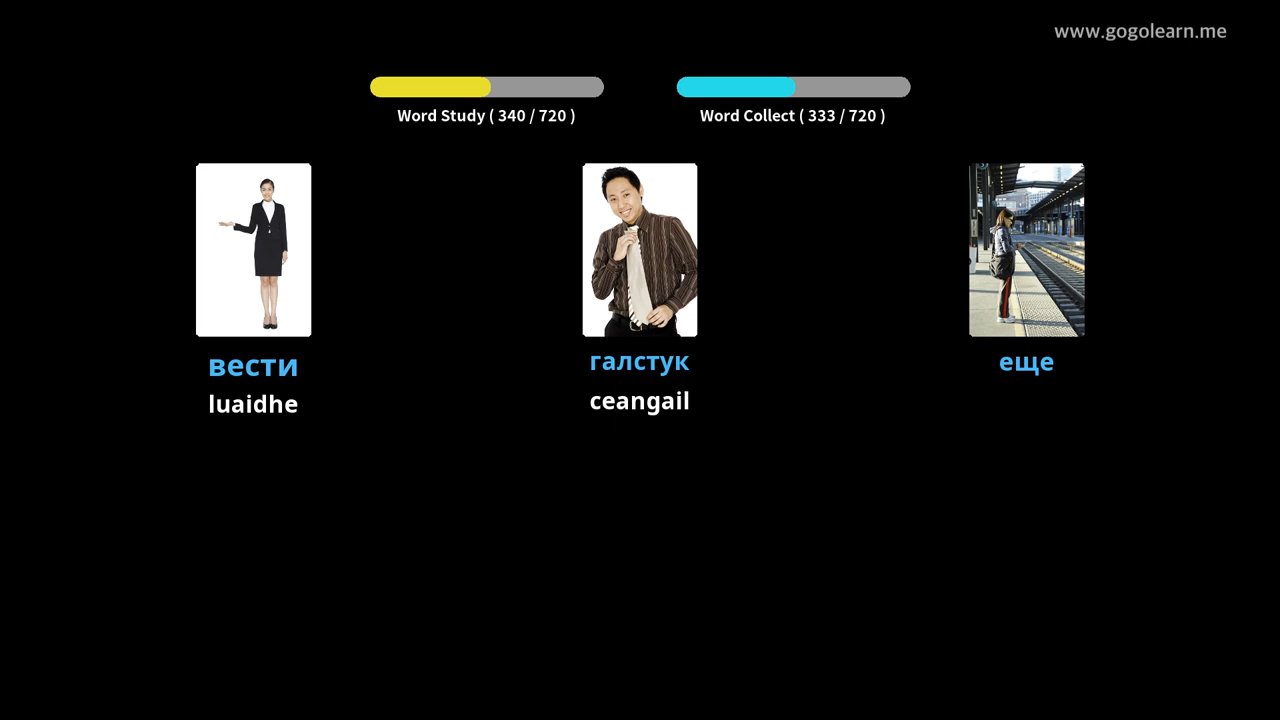 www.gogolearn.me
Word Study ( 340 / 720 )
Word Collect ( 333 / 720 )
вести
luaidhe
галстук
ceangail
еще